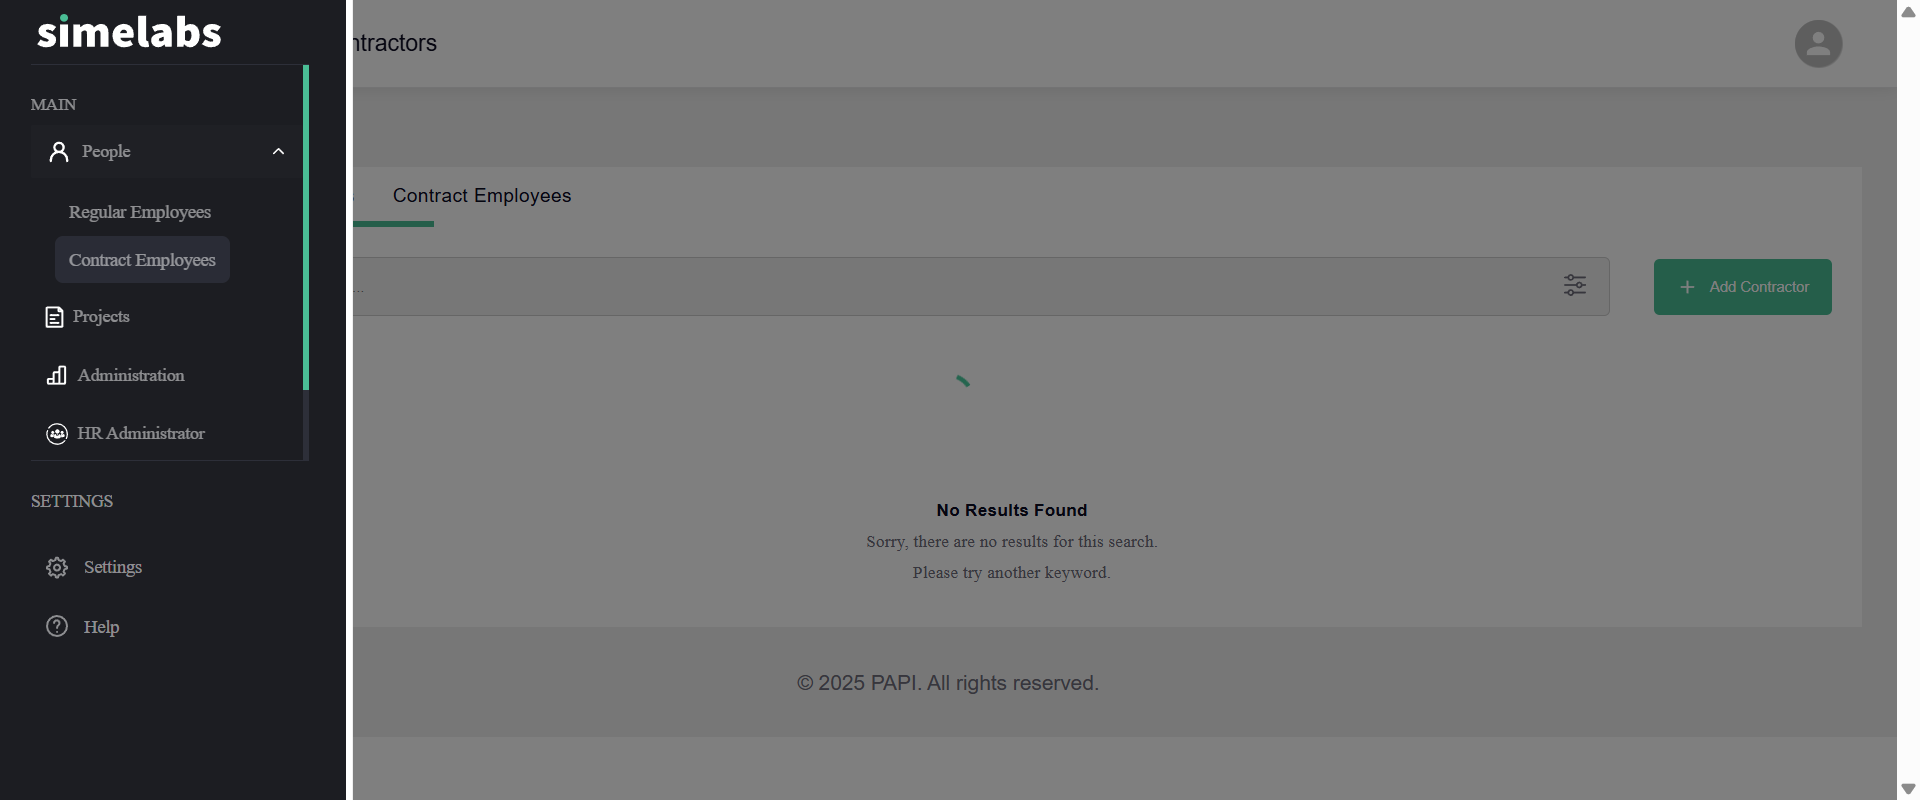 simelabs
MAIN
People
Regular Employees
Contract Employees
Projects
Administration
HR Administrator
SETTINGS
Settings
Help
ntractors
Contract Employees
...
Add Contractor
No Results Found
Sorry, there are no results for this search.
Please try another keyword.
© 2025 PAPI. All rights reserved.